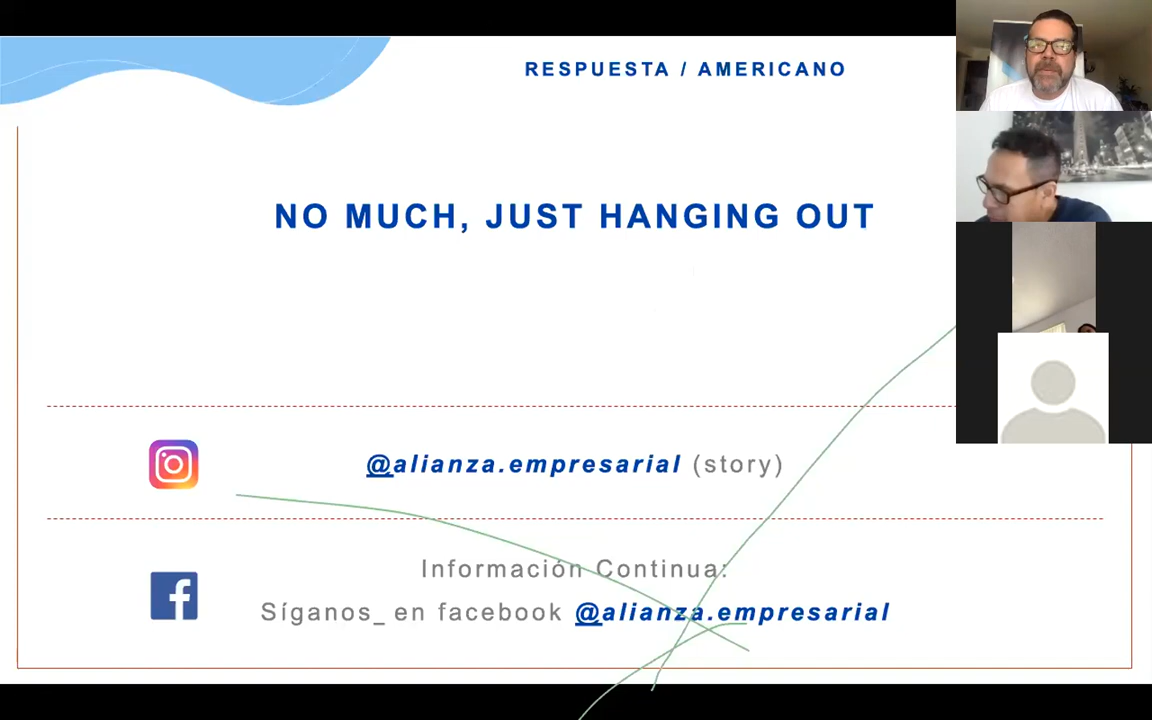 RESPUESTA / AMERICANO
NO MUCH, JUST HANGING OUT
@alianza.empresarial (story)
Información Continua:
Síganos_ en facebook @alianza.empresarial